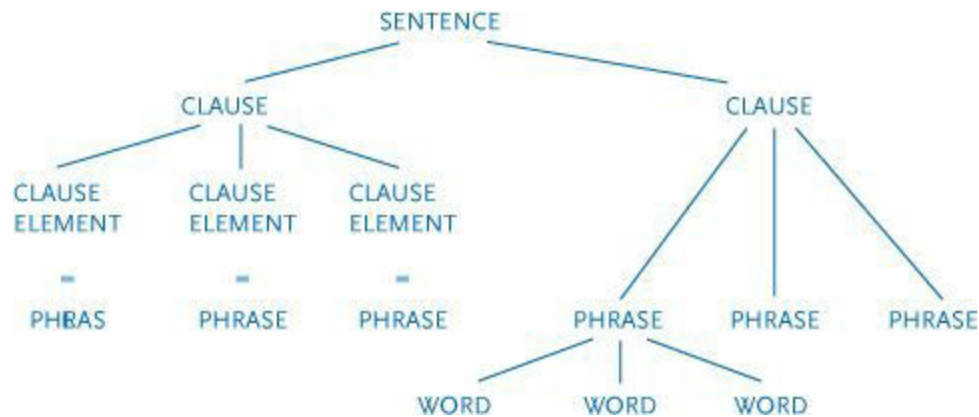 SENTENCE
CLAUSE CLAUSE
CLAUSE CLAUSE CLAUSE
ELEMENT ELEMENT ELEMENT
= = =
PHRASE PHRASE PHRASE PHRASE PHRASE
WORD WORD WORD